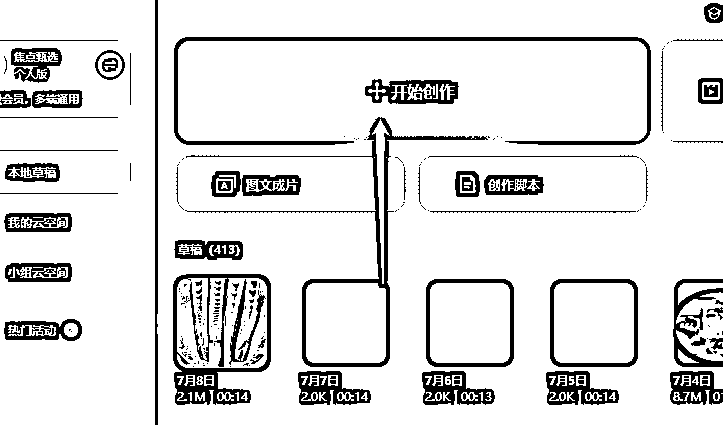 焦点甄选
个人版
会员，多端通用
本地草稿
我的云空间
小组云空间
热门活动
开始创作
图文成片
创作脚本
草稿 (413)
7月8日
2.1M | 00:14
7月7日
2.0K | 00:14
7月6日
2.0K | 00:13
7月5日
2.0K | 00:14
7月4日
8.7M | 0